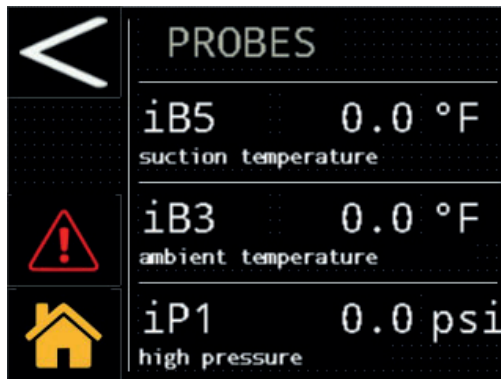 PROBES
iB5 0.0 °F
suction temperature
iB3 0.0 °F
ambient temperature
iP1 0.0 psi
high pressure